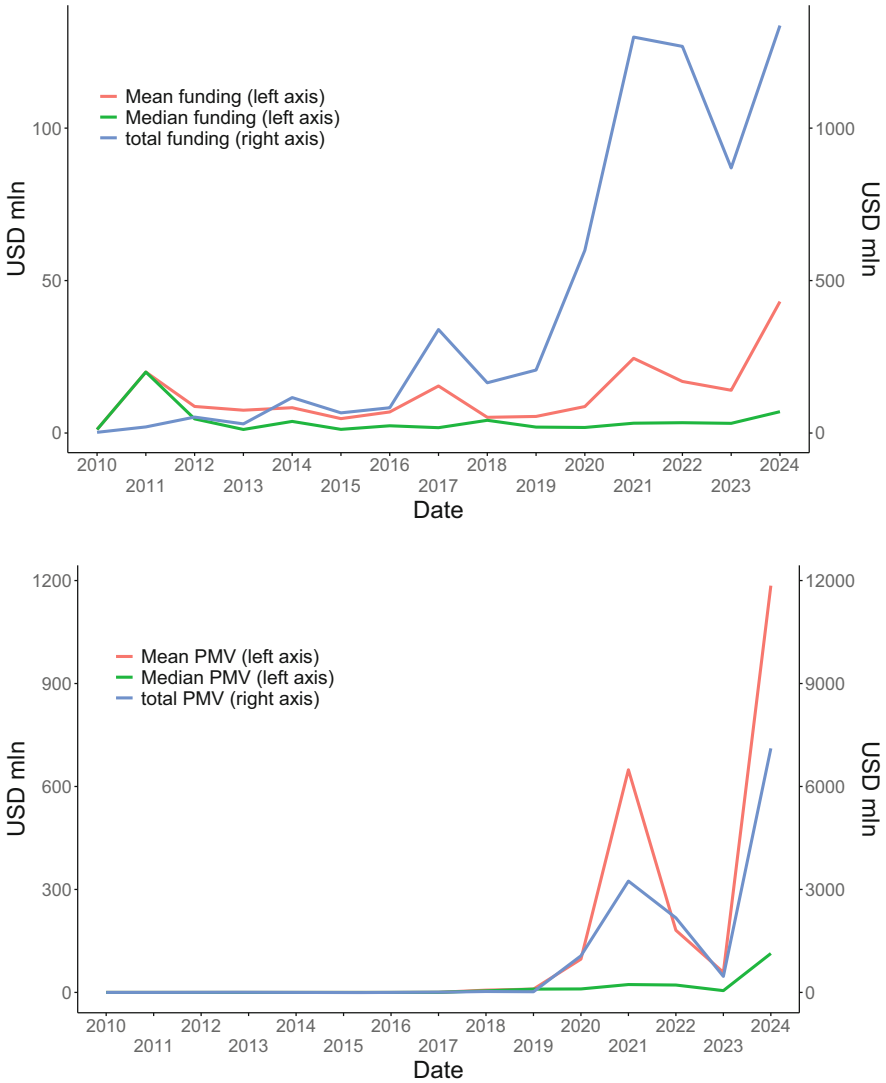 Mean funding (left axis)
Median funding (left axis)
total funding (right axis)
USD mln
100
50
0
1000
500
0
USD mln
2010 2012 2014 2016 2018 2020 2022 2024
2011 2013 2015 2017 2019 2021 2023
Date
Mean PMV (left axis)
Median PMV (left axis)
total PMV (right axis)
USD mln
1200
900
600
300
0
12000
9000
6000
3000
0
USD mln
2010 2012 2014 2016 2018 2020 2022 2024
2011 2013 2015 2017 2019 2021 2023
Date